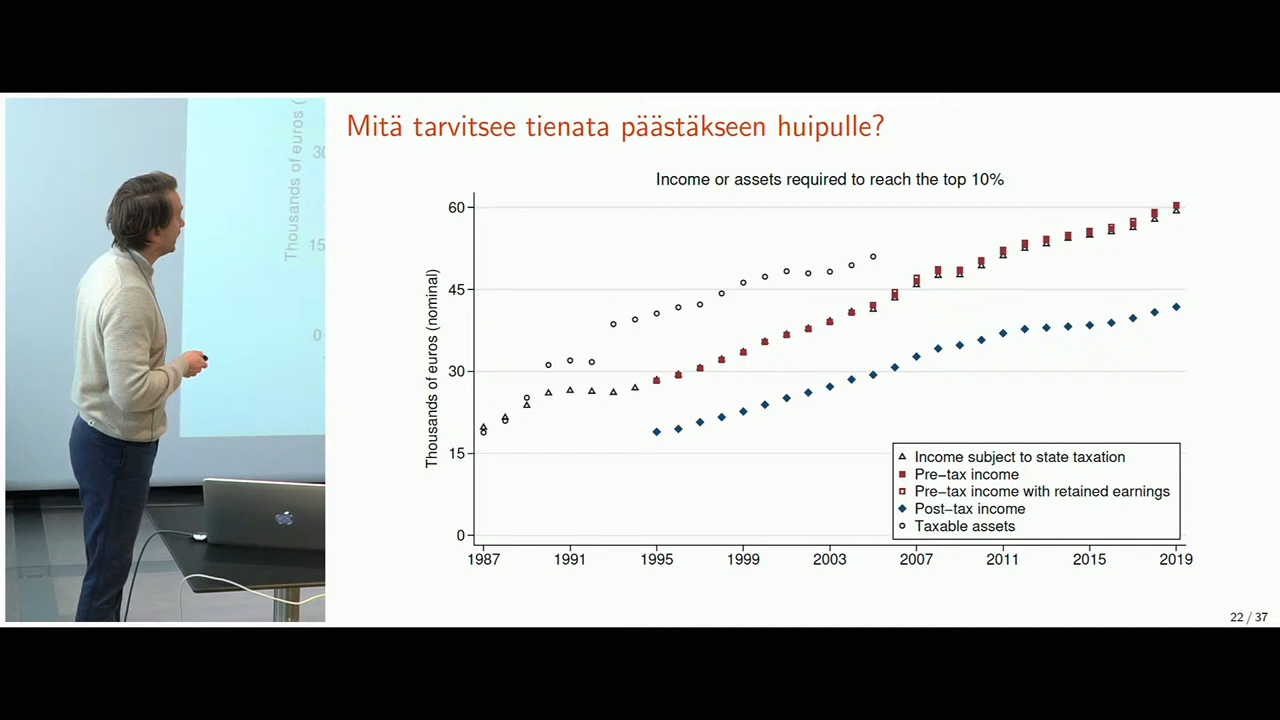 Mitä tarvitsee tienata päästäkseen huipulle?
Income or assets required to reach the top 10%
Thousands of euros (nominal)
60
45
30
15
0
1987 1991 1995 1999 2003 2007 2011 2015 2019
Income subject to state taxation
Pre−tax income
Pre−tax income with retained earnings
Post−tax income
Taxable assets
22 / 37
Thousands of euros (
30
15
0